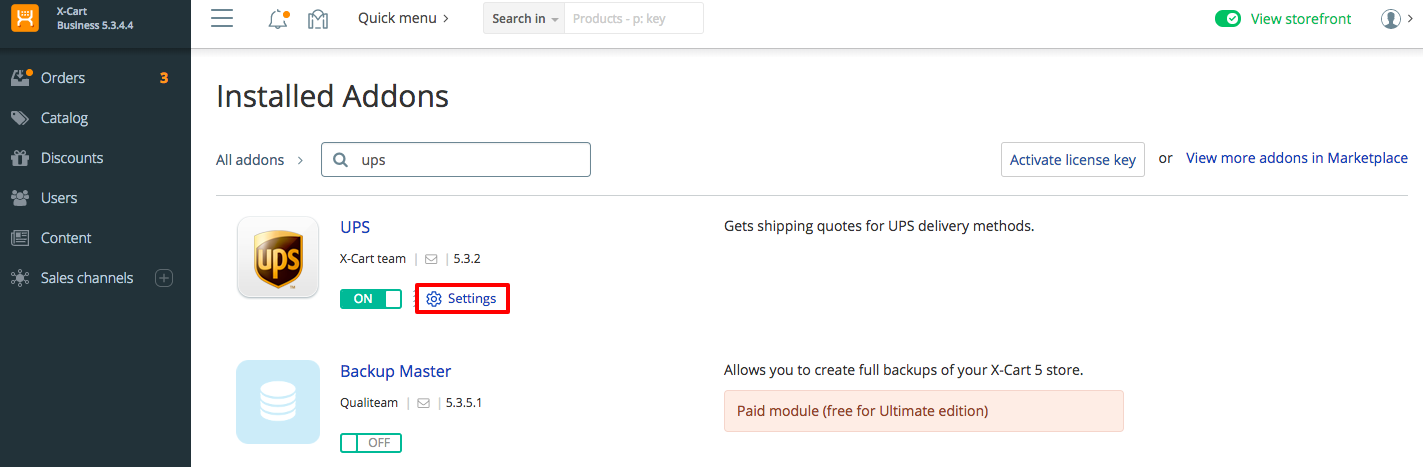 X-Cart
Business 5.3.4.4
Quick menu
Search in
Products - p: key
View storefront
Orders 3
Catalog
Discounts
Users
Content
Sales channels
Installed Addons
All addons
ups
Activate license key or View more addons in Marketplace
ups
UPS
X-Cart team | | 5.3.2
ON
Settings
Gets shipping quotes for UPS delivery methods.
Backup Master
Qualiteam | | 5.3.5.1
OFF
Allows you to create full backups of your X-Cart 5 store.
Paid module (free for Ultimate edition)